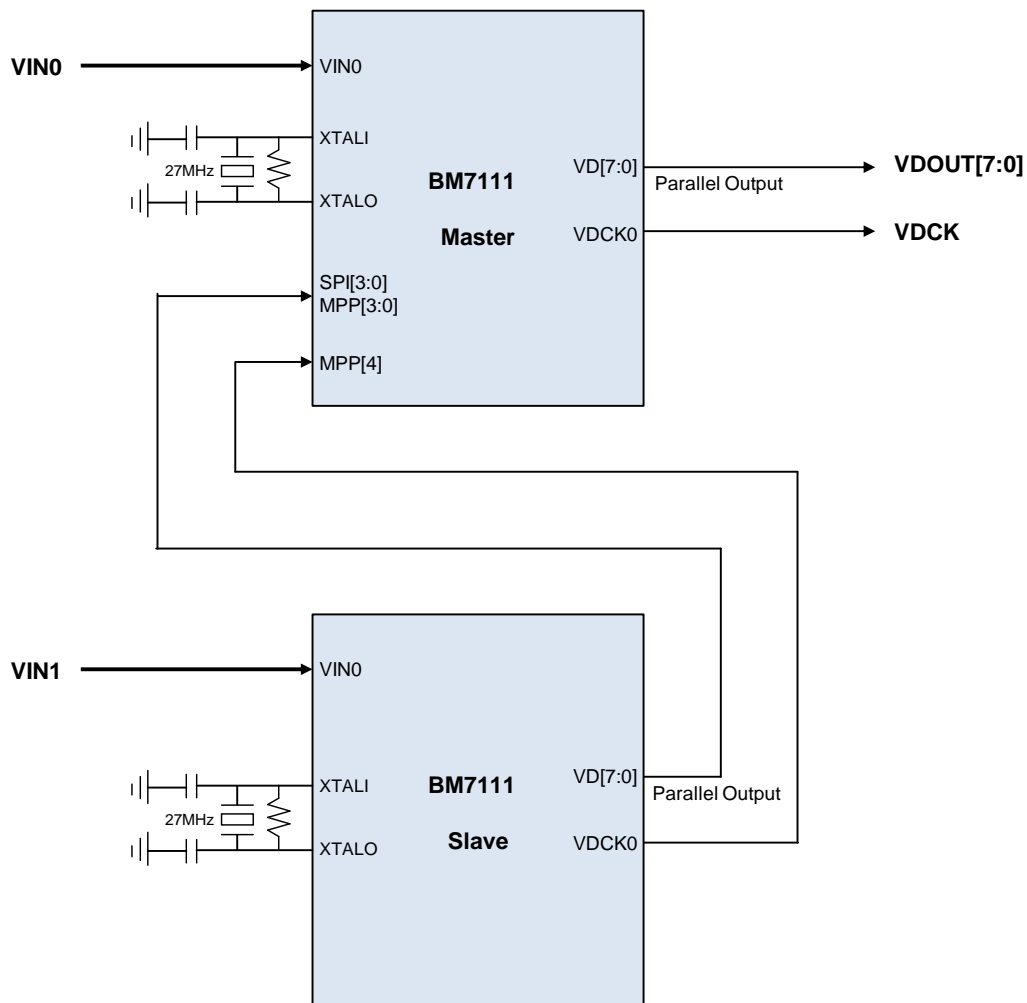 VIN0
VIN0
XTALI
27MHz
XTALO
BM7111
Master
VD[7:0]
Parallel Output
VDOUT[7:0]
VDCK0
VDCK
SPI[3:0]
MPP[3:0]
MPP[4]
VIN1
VIN0
XTALI
27MHz
XTALO
BM7111
Slave
VD[7:0]
Parallel Output
VDCK0